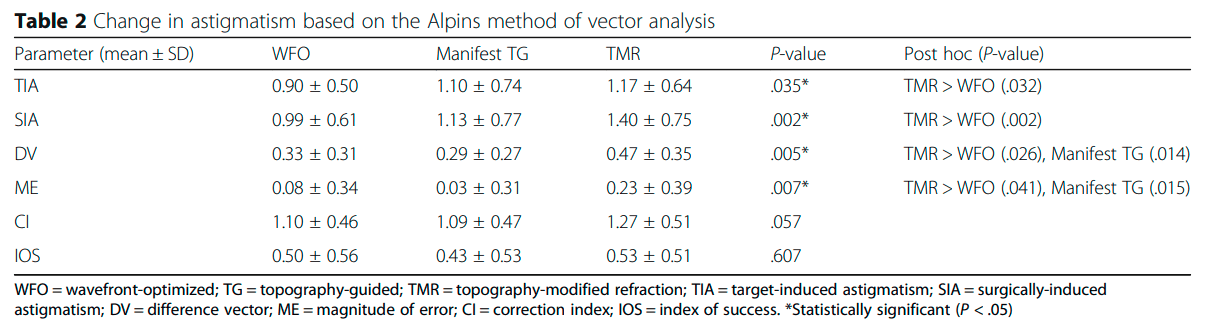 Table 2 Change in astigmatism based on the Alpins method of vector analysis
Parameter (mean ± SD) WFO Manifest TG TMR P-value Post hoc (P-value)
TIA 0.90 ± 0.50 1.10 ± 0.74 1.17 ± 0.64 .035* TMR > WFO (.032)
SIA 0.99 ± 0.61 1.13 ± 0.77 1.40 ± 0.75 .002* TMR > WFO (.002)
DV 0.33 ± 0.31 0.29 ± 0.27 0.47 ± 0.35 .005* TMR > WFO (.026), Manifest TG (.014)
ME 0.08 ± 0.34 0.03 ± 0.31 0.23 ± 0.39 .007* TMR > WFO (.041), Manifest TG (.015)
CI 1.10 ± 0.46 1.09 ± 0.47 1.27 ± 0.51 .057
IOS 0.50 ± 0.56 0.43 ± 0.53 0.53 ± 0.51 .607
WFO = wavefront-optimized; TG = topography-guided; TMR = topography-modified refraction; TIA = target-induced astigmatism; SIA = surgically-induced
astigmatism; DV = difference vector; ME = magnitude of error; CI = correction index; IOS = index of success. *Statistically significant (P < .05)